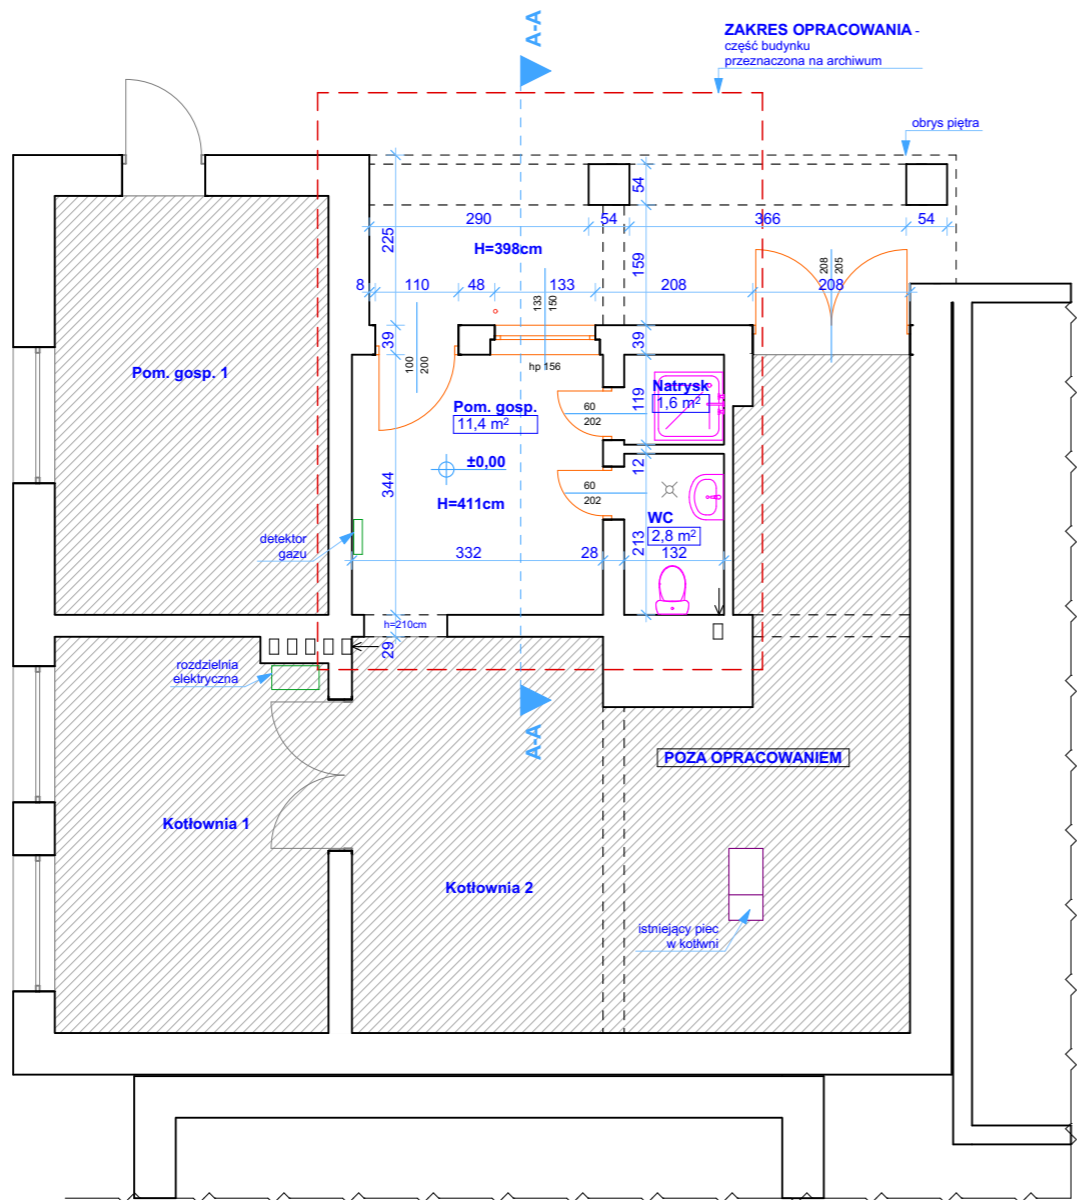 A-A
ZAKRES OPRACOWANIA -
część budynku
przeznaczona na archiwum
obrys piętra
54
290
54
366
54
225
H=398cm
159
8
110
48
133
208
208
133
150
208
205
39
39
100
200
hp 156
Pom. gosp. 1
Natrysk
1,6 m²
119
60
202
Pom. gosp.
11,4 m²
±0,00
12
344
H=411cm
60
202
WC
2,8 m²
detektor
gazu
213
332
28
132
h=210cm
29
rozdzielnia
elektryczna
A-A
POZA OPRACOWANIEM
Kotłownia 1
Kotłownia 2
istniejący piec
w kotłwni